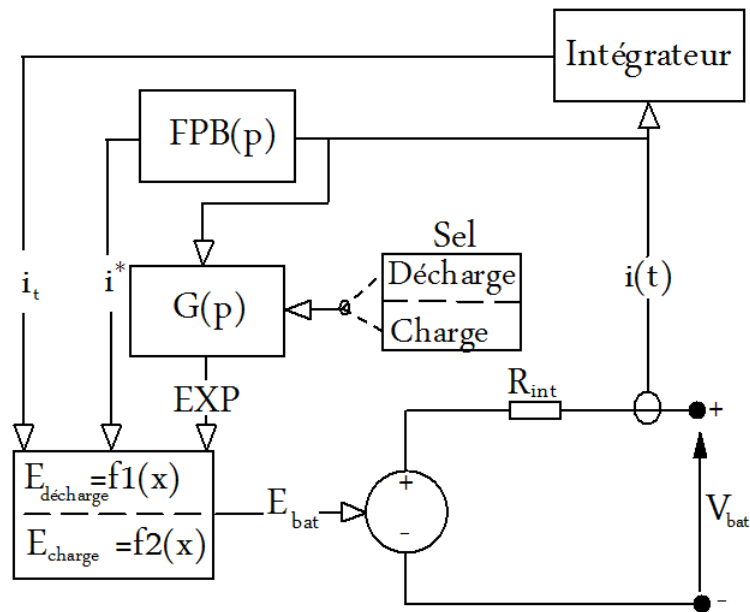 Intégrateur
FPB(p)
Sel
Décharge
Charge
i_t
i*
G(p)
i(t)
EXP
R_int
+
E_décharge=f1(x)
E_charge =f2(x)
E_bat
+
-
V_bat
-